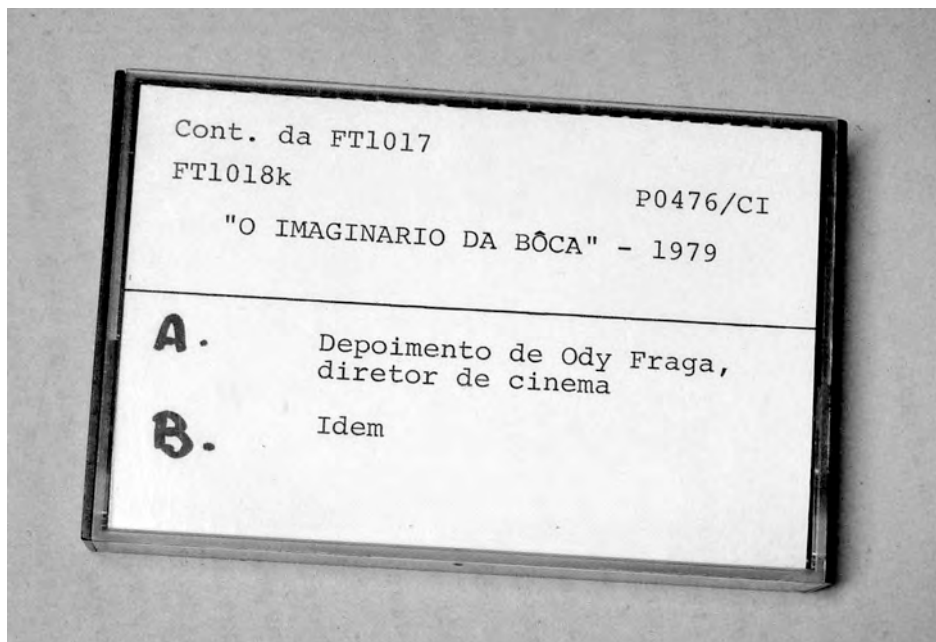 Cont. da FT1017
FT1018k
P0476/CI
"O IMAGINARIO DA BÔCA" - 1979
A. Depoimento de Ody Fraga,
diretor de cinema
B. Idem